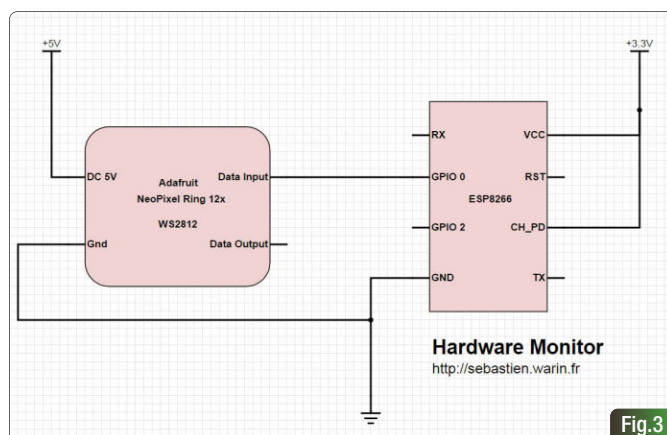 +5V
+3.3V
DC 5V
Data Input
Adafruit
NeoPixel Ring 12x
WS2812
Gnd
Data Output
RX
VCC
GPIO 0
RST
ESP8266
GPIO 2
CH_PD
GND
TX
Hardware Monitor
http://sebastien.warin.fr
Fig.3